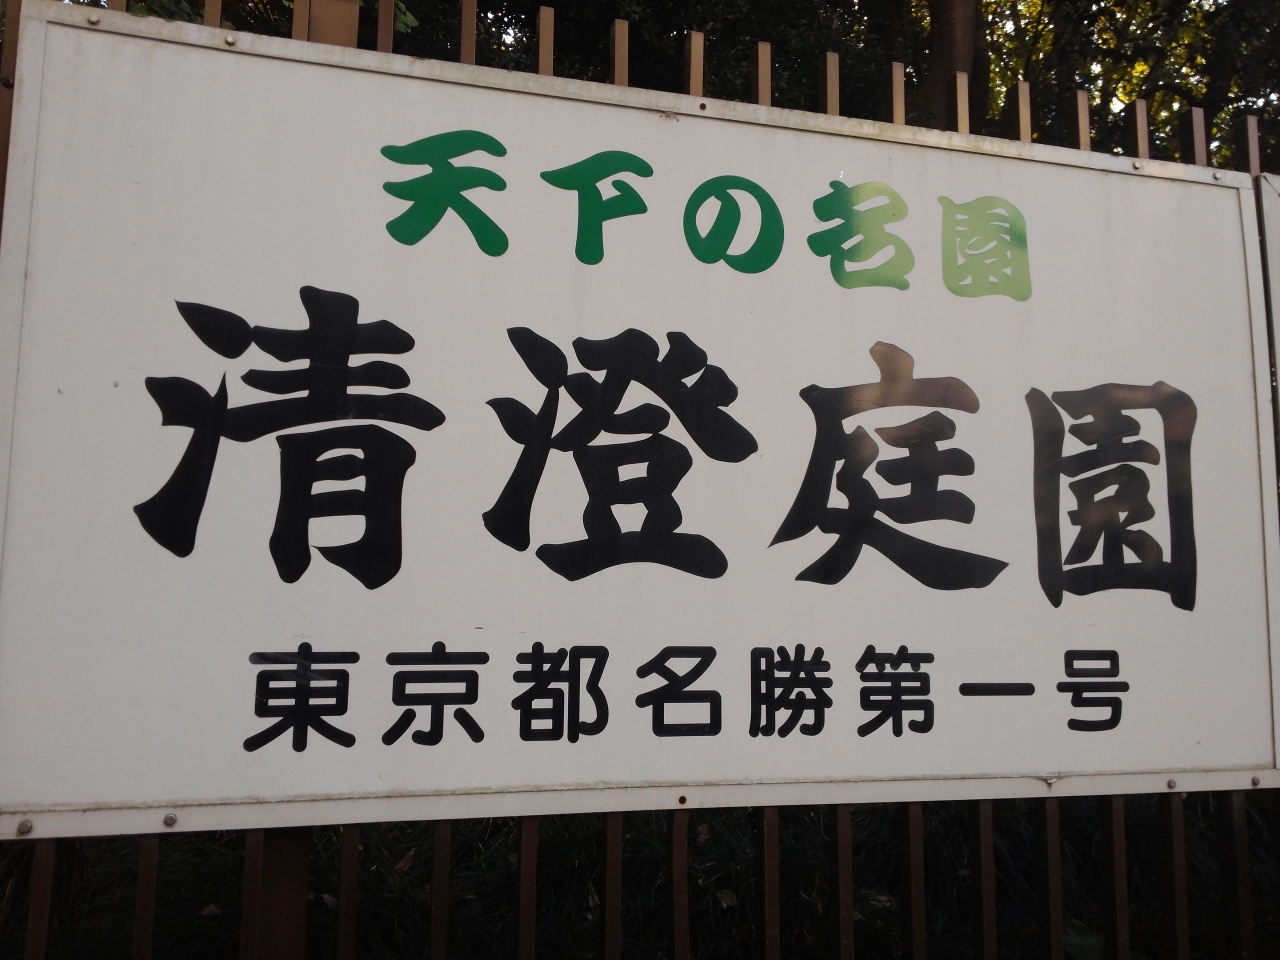 天下の名園
清澄庭園
東京都名勝第一号